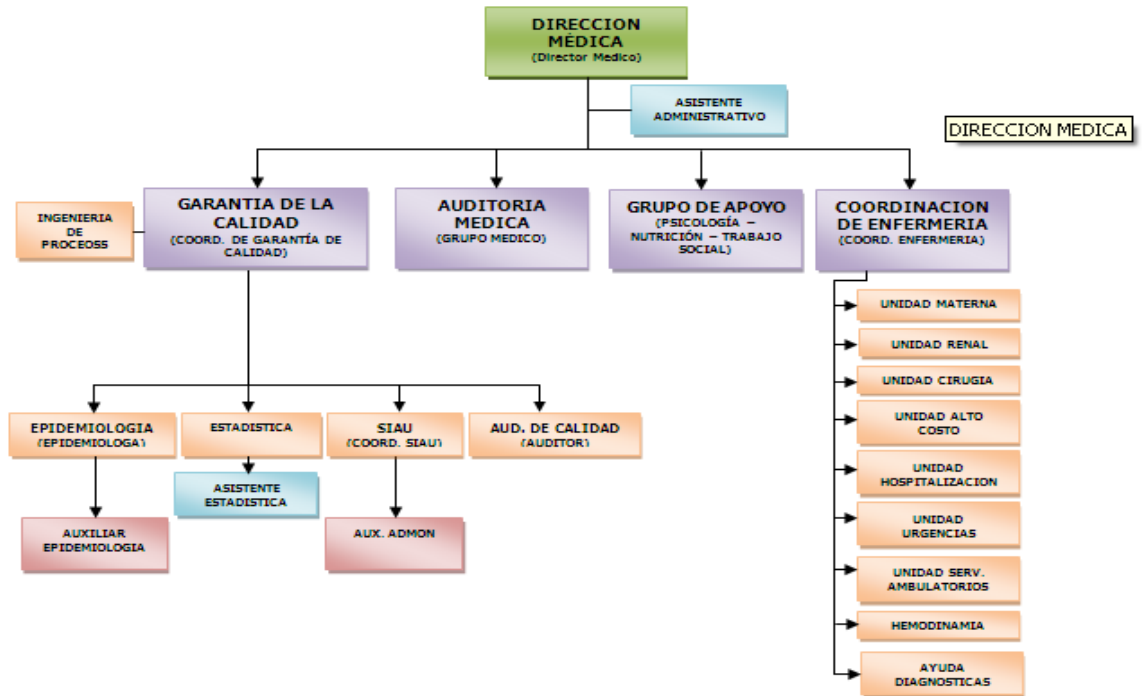 DIRECCION
MÉDICA
(Director Medico)
ASISTENTE
ADMINISTRATIVO
DIRECCION MEDICA
INGENIERIA
DE
PROCEOSS
GARANTIA DE LA
CALIDAD
(COORD. DE GARANTÍA DE
CALIDAD)
AUDITORIA
MEDICA
(GRUPO MEDICO)
GRUPO DE APOYO
(PSICOLOGÍA –
NUTRICIÓN – TRABAJO
SOCIAL)
COORDINACION
DE ENFERMERIA
(COORD. ENFERMERIA)
UNIDAD MATERNA
UNIDAD RENAL
UNIDAD CIRUGIA
UNIDAD ALTO
COSTO
UNIDAD
HOSPITALIZACION
UNIDAD
URGENCIAS
UNIDAD SERV.
AMBULATORIOS
HEMODINAMIA
AYUDA
DIAGNOSTICAS
EPIDEMIOLOGIA
(EPIDEMIOLOGA)
ESTADISTICA
SIAU
(COORD. SIAU)
AUD. DE CALIDAD
(AUDITOR)
ASISTENTE
ESTADISTICA
AUXILIAR
EPIDEMIOLOGIA
AUX. ADMON